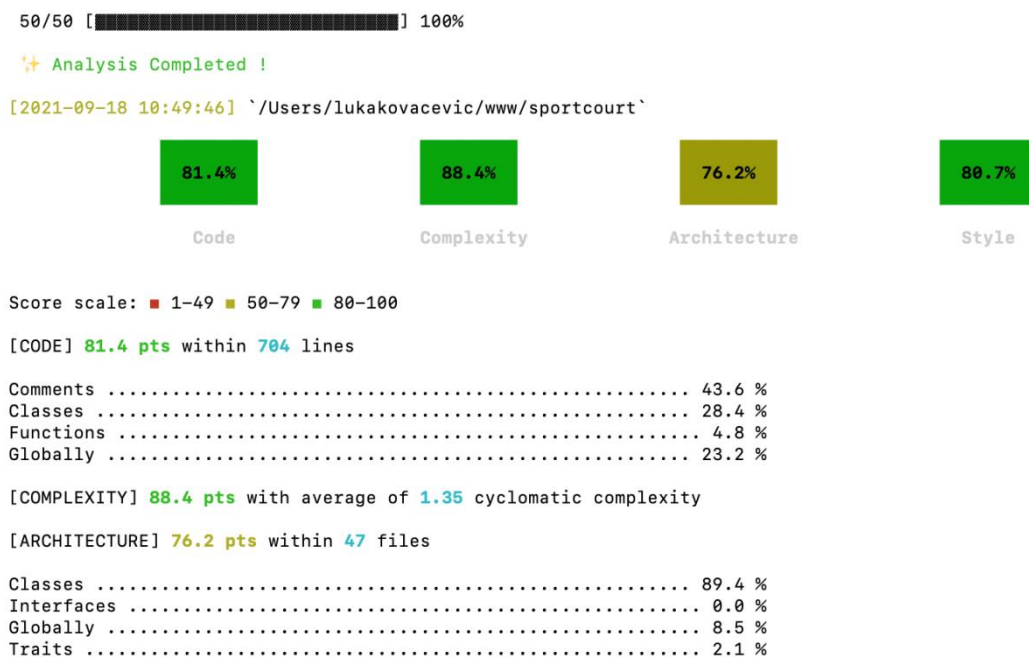 50/50 [▓▓▓▓▓▓▓▓▓▓▓▓▓▓▓▓▓▓▓▓▓▓▓▓▓▓▓▓] 100%
✨ Analysis Completed !
[2021-09-18 10:49:46] `/Users/lukakovacevic/www/sportcourt`
81.4% 88.4% 76.2% 80.7%
Code Complexity Architecture Style
Score scale: ■ 1-49 ■ 50-79 ■ 80-100
[CODE] 81.4 pts within 704 lines
Comments ...................................................... 43.6 %
Classes ....................................................... 28.4 %
Functions ...................................................... 4.8 %
Globally ...................................................... 23.2 %
[COMPLEXITY] 88.4 pts with average of 1.35 cyclomatic complexity
[ARCHITECTURE] 76.2 pts within 47 files
Classes ....................................................... 89.4 %
Interfaces ..................................................... 0.0 %
Globally ....................................................... 8.5 %
Traits ......................................................... 2.1 %